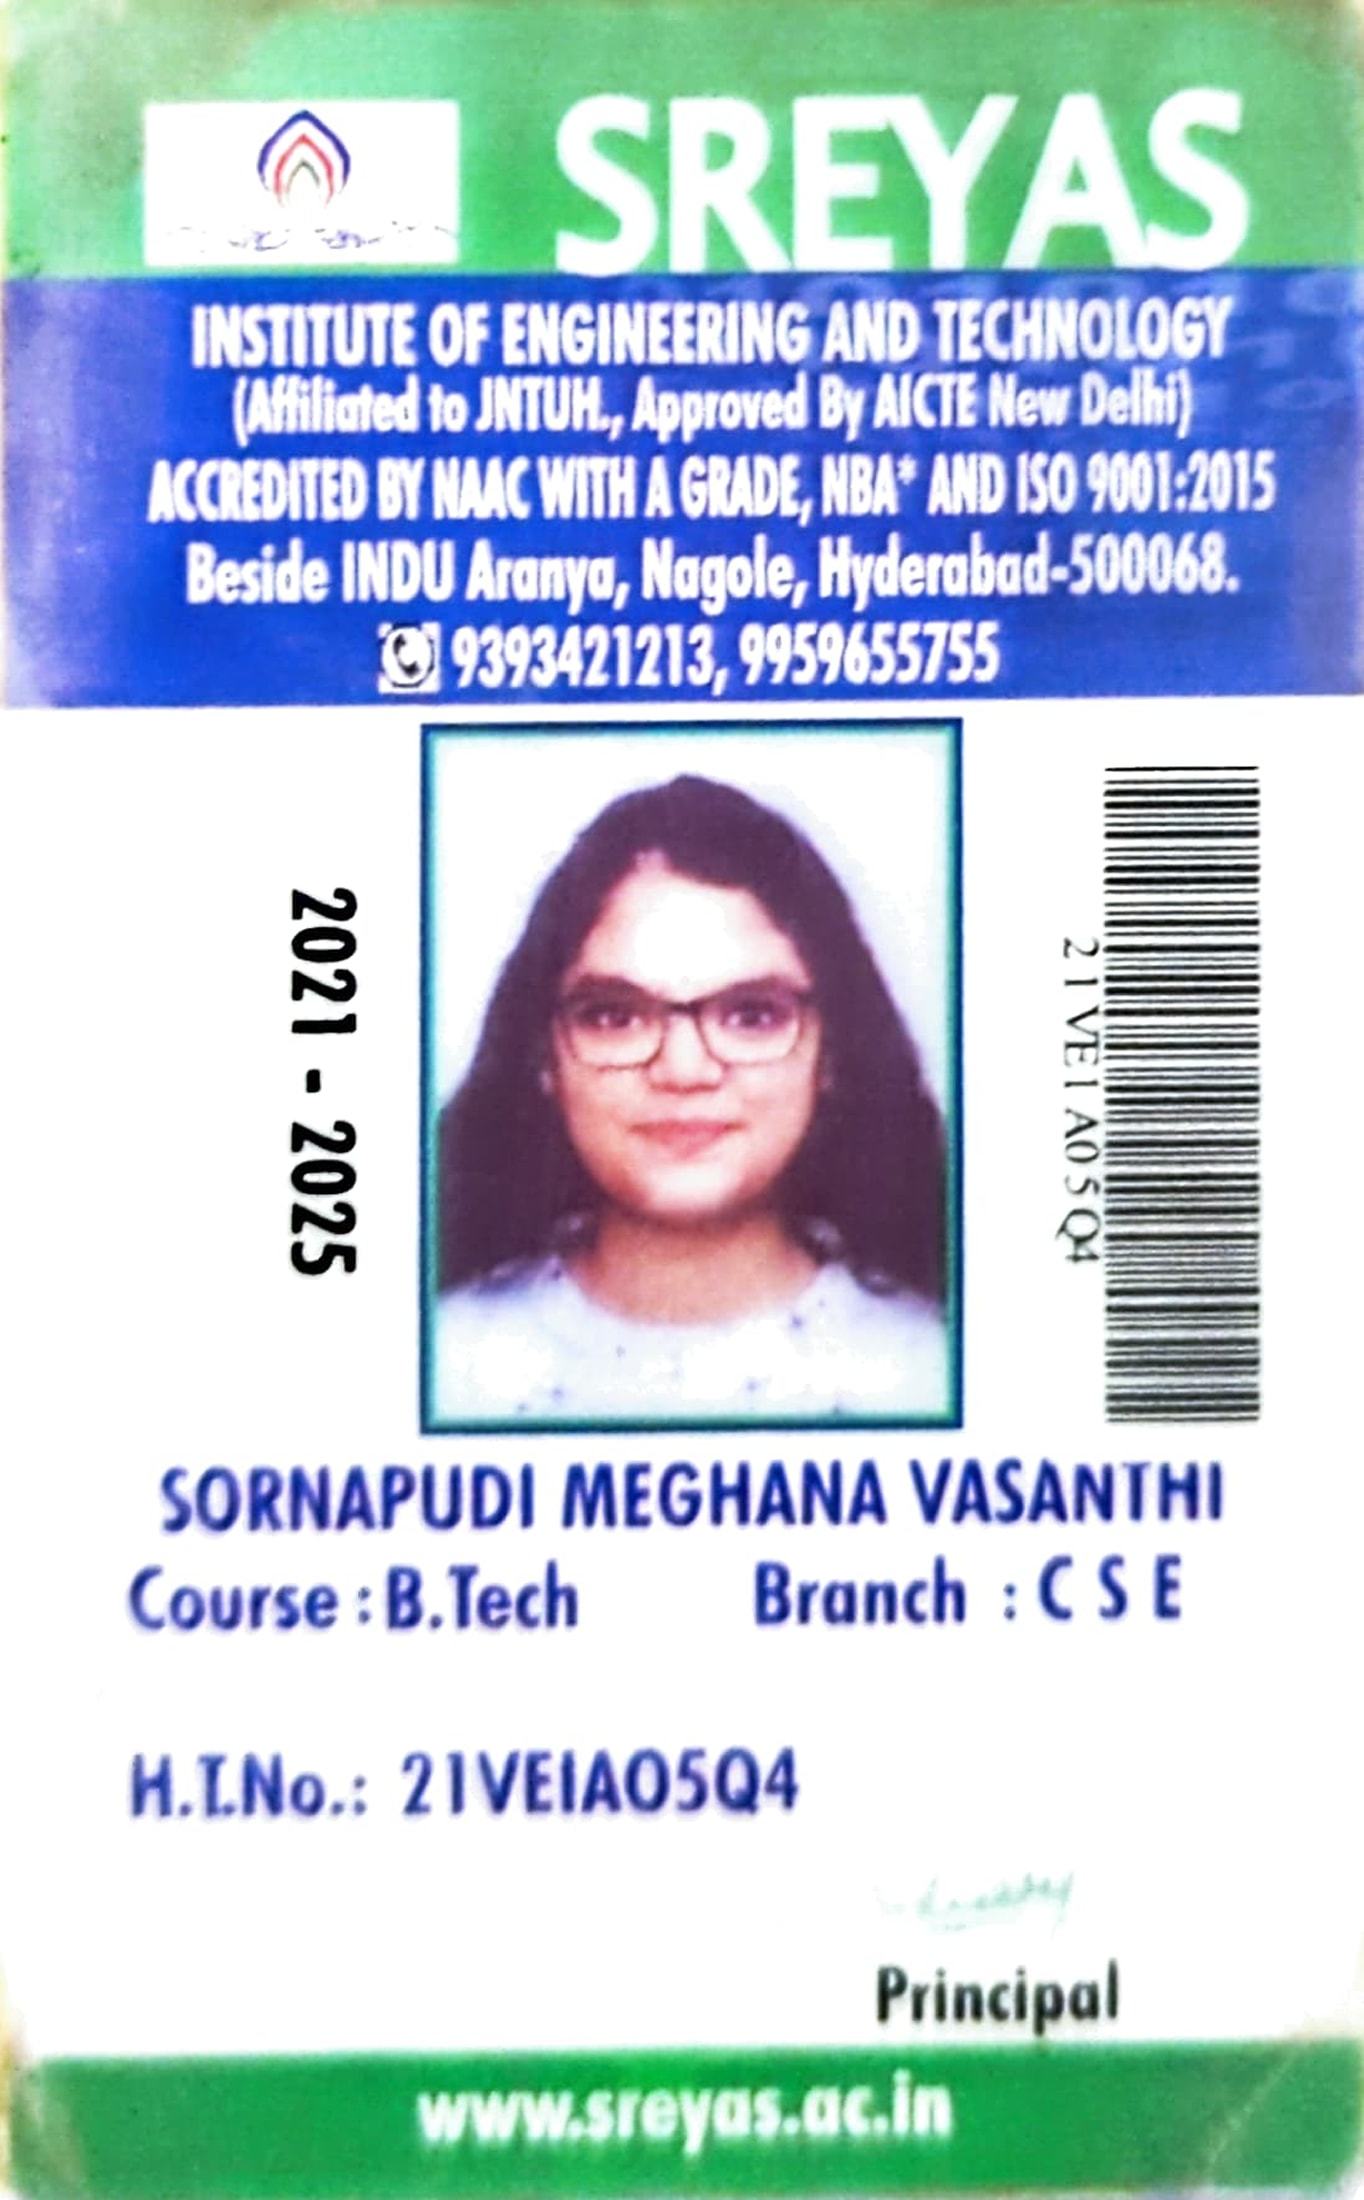 SREYAS
INSTITUTE OF ENGINEERING AND TECHNOLOGY
(Affiliated to JNTUH., Approved By AICTE New Delhi)
ACCREDITED BY NAAC WITH A GRADE, NBA* AND ISO 9001:2015
Beside INDU Aranya, Nagole, Hyderabad-500068.
9393421213, 9959655755
2021 - 2025
21VE1A05Q4
SORNAPUDI MEGHANA VASANTHI
Course : B.Tech Branch : C S E
H.T.No.: 21VE1A05Q4
Principal
www.sreyas.ac.in